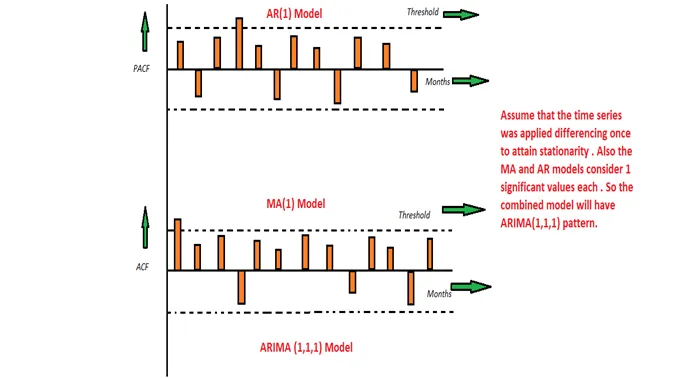 AR(1) Model
Threshold
PACF
Months
Assume that the time series
was applied differencing once
to attain stationarity . Also the
MA and AR models consider 1
significant values each . So the
combined model will have
ARIMA(1,1,1) pattern.
MA(1) Model
Threshold
ACF
Months
ARIMA (1,1,1) Model